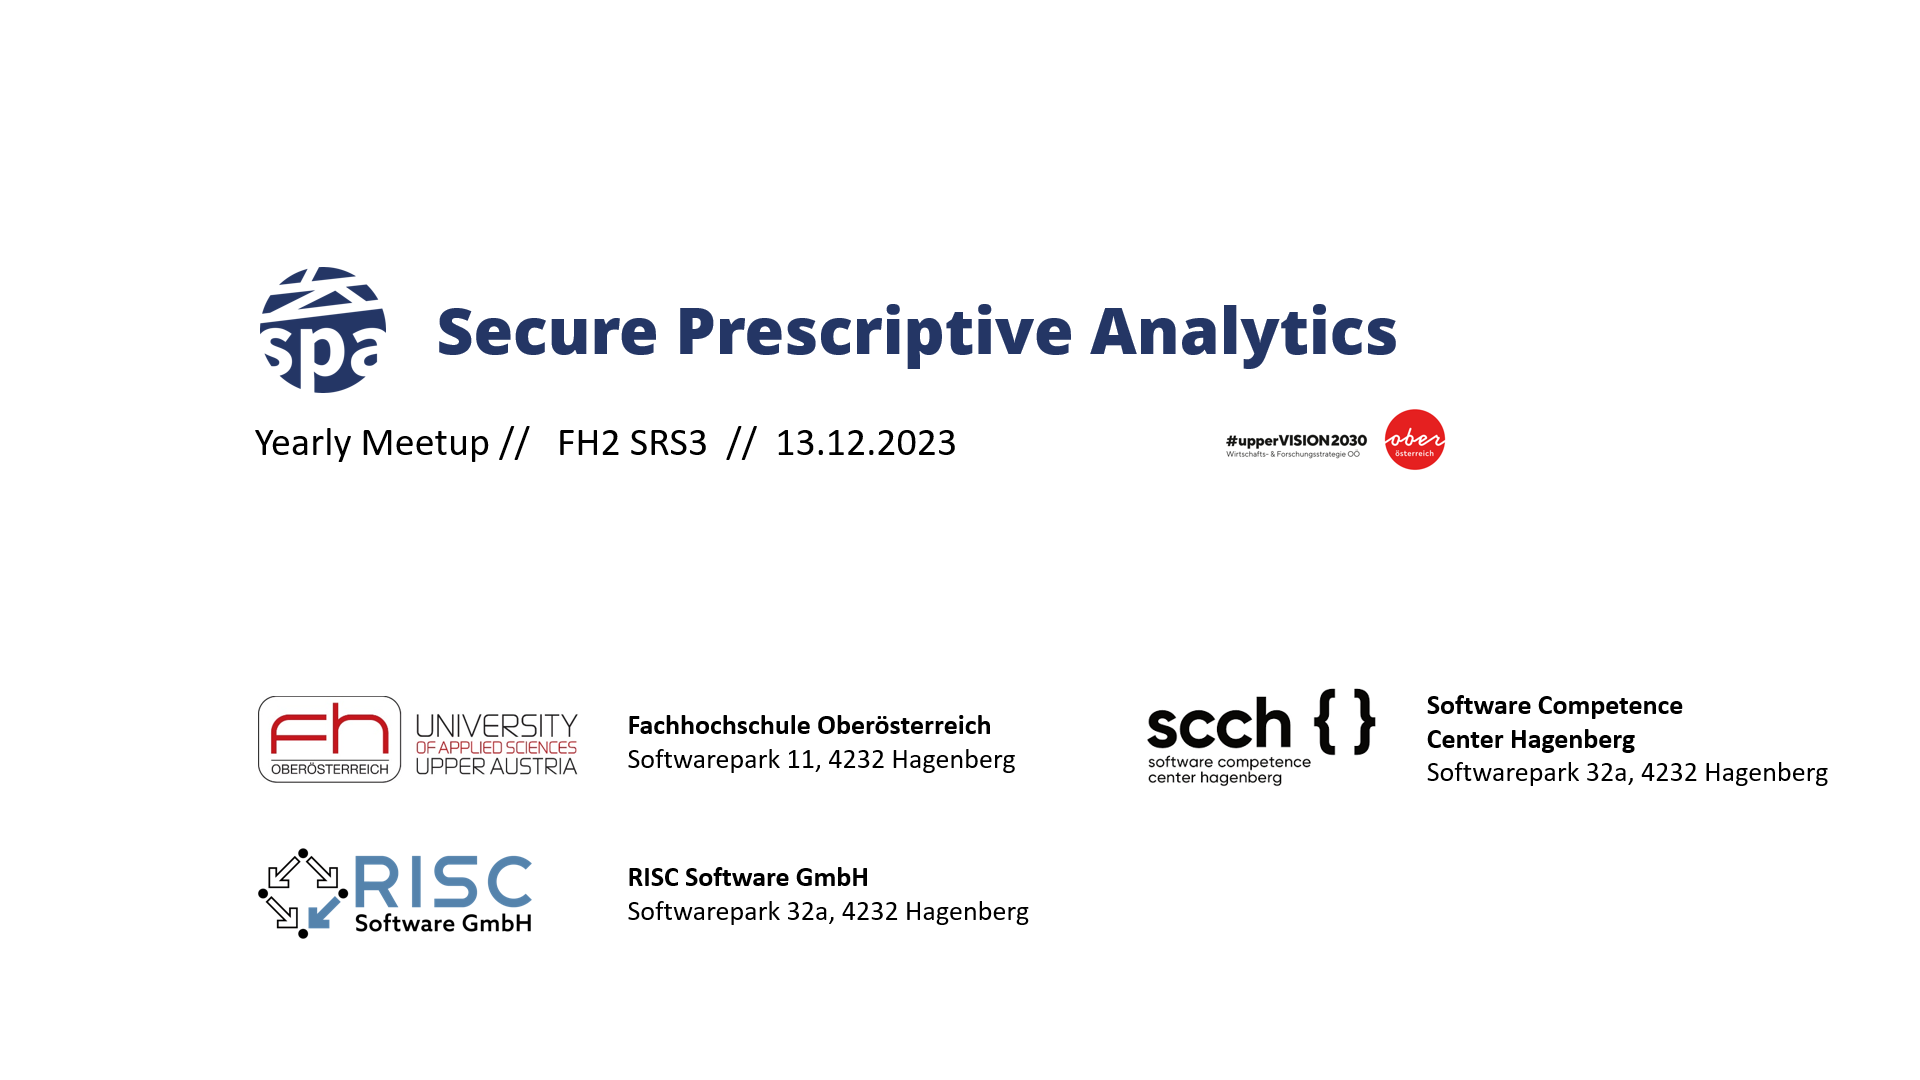 spa
Secure Prescriptive Analytics
Yearly Meetup // FH2 SRS3 // 13.12.2023
#upperVISION2030
Wirtschafts- & Forschungsstrategie OÖ
ober
österreich
fh
OBERÖSTERREICH
UNIVERSITY
OF APPLIED SCIENCES
UPPER AUSTRIA
Fachhochschule Oberösterreich
Softwarepark 11, 4232 Hagenberg
scch { }
software competence
center hagenberg
Software Competence
Center Hagenberg
Softwarepark 32a, 4232 Hagenberg
RISC
Software GmbH
RISC Software GmbH
Softwarepark 32a, 4232 Hagenberg